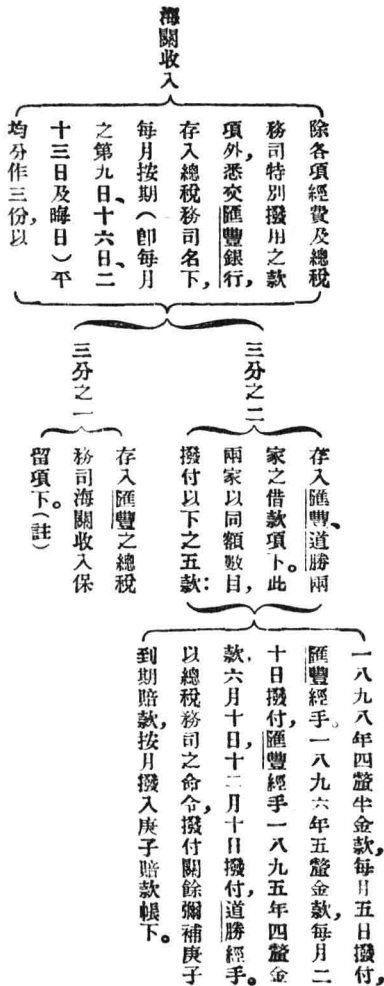 海關收入
除各項經費及總稅
務司特別撥用之款
項外,悉交匯豐銀行,
存入總稅務司名下,
每月按期(卽每月
之第九日、十六日、二
十三日及晦日)平
均分作三份,以
三分之二
存入匯豐、道勝兩
家之借款項下。此
兩家以同額數目,
撥付以下之五款:
一八九八年四釐半金款,每月五日撥付,
匯豐經手。一八九六年五釐金款,每月二
十日撥付,匯豐經手一八九五年四釐金
款,六月十日,十二月十日撥付,道勝經手。
以總稅務司之命令,撥付關餘彌補庚子
到期賠款,按月撥入庚子賠款帳下。
三分之一
存入匯豐之總稅
務司海關收入保
留項下。(註)